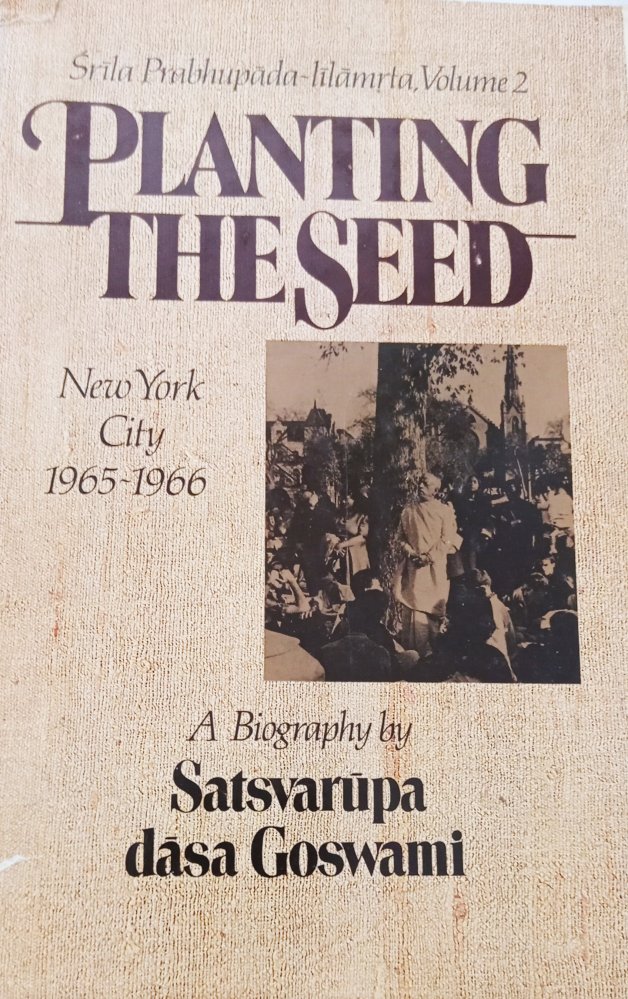 Śrīla Prabhupāda-līlāmṛta, Volume 2
PLANTING
THE SEED
New York
City
1965-1966
A Biography by
Satsvarūpa
dāsa Goswami